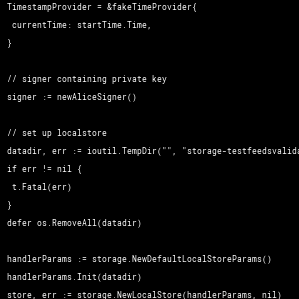 TimestampProvider = &fakeTimeProvider{
currentTime: startTime.Time,
}
// signer containing private key
signer := newAliceSigner()
// set up localstore
datadir, err := ioutil.TempDir("", "storage-testfeedsvalida
if err != nil {
t.Fatal(err)
}
defer os.RemoveAll(datadir)
handlerParams := storage.NewDefaultLocalStoreParams()
handlerParams.Init(datadir)
store, err := storage.NewLocalStore(handlerParams, nil)